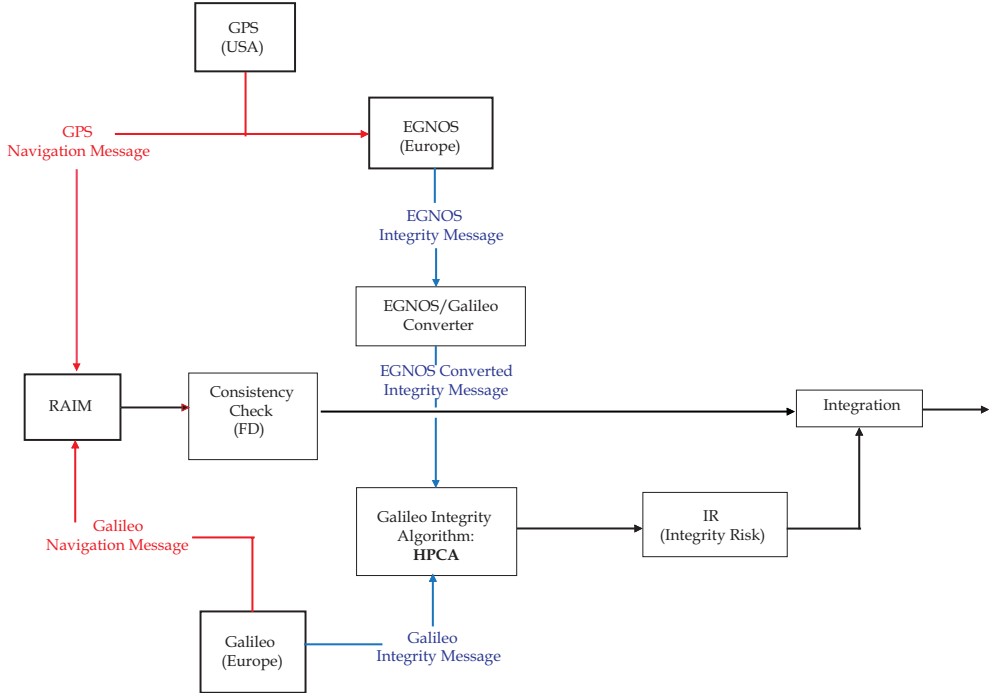 GPS
(USA)
EGNOS
(Europe)
GPS
Navigation Message
EGNOS
Integrity Message
EGNOS/Galileo
Converter
EGNOS Converted
Integrity Message
RAIM
Consistency
Check
(FD)
Integration
Galileo Integrity
Algorithm:
HPCA
IR
(Integrity Risk)
Galileo
Navigation Message
Galileo
(Europe)
Galileo
Integrity Message